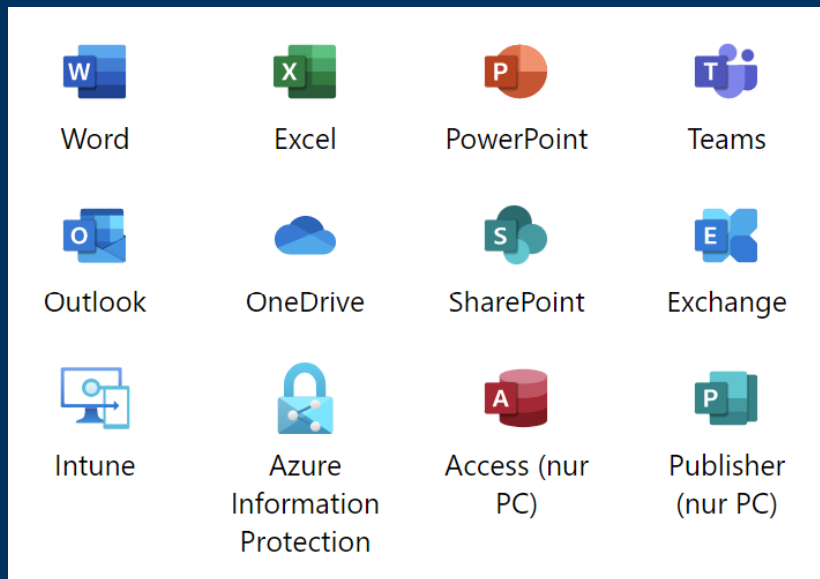 W X P T
Word Excel PowerPoint Teams
O S E
Outlook OneDrive SharePoint Exchange
A P
Intune Azure Access (nur Publisher
Information PC) (nur PC)
Protection